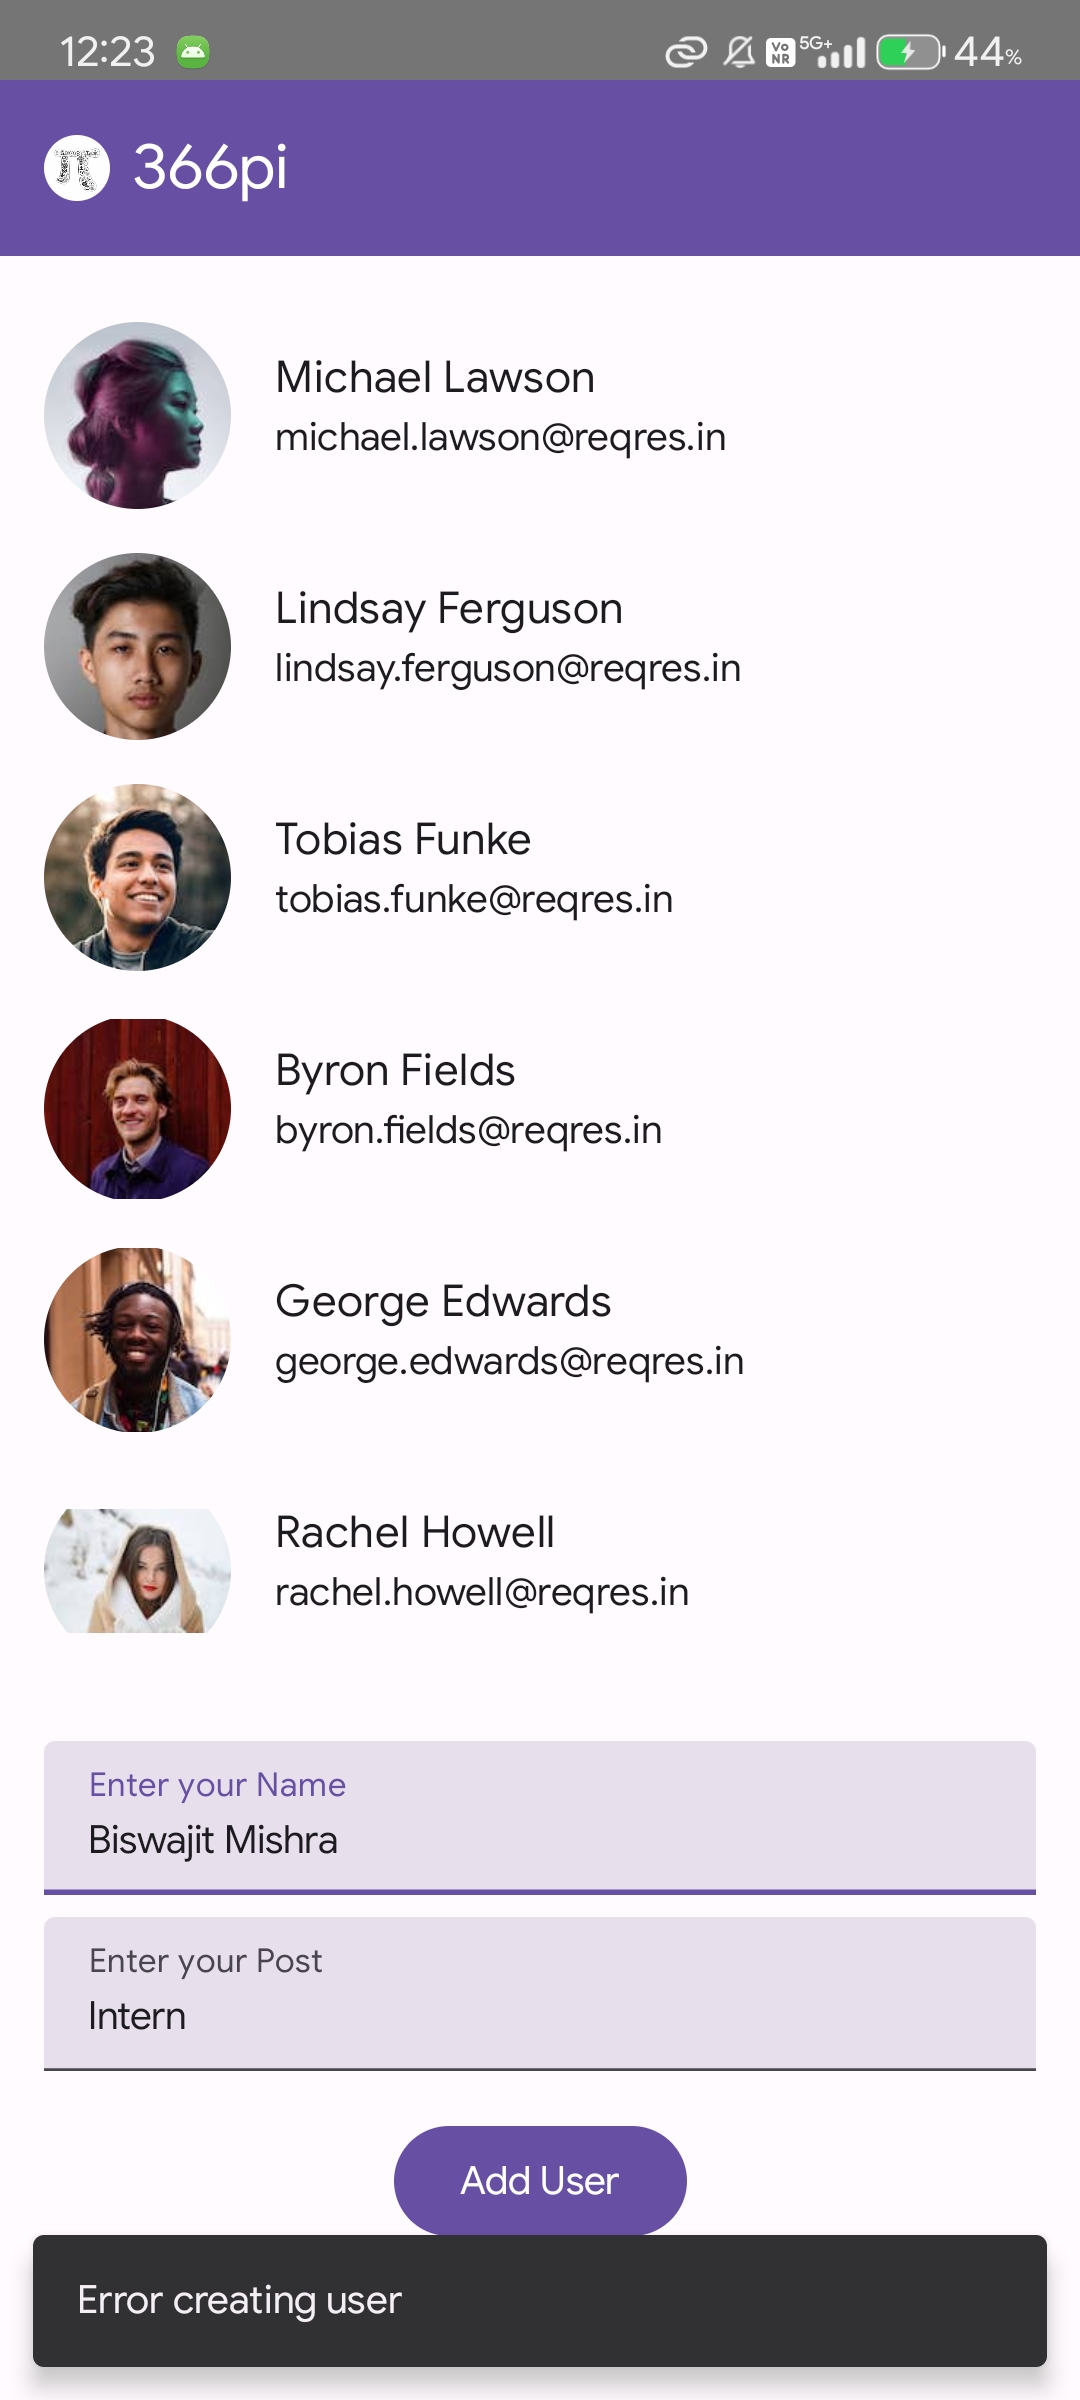 12:23
Vo NR 5G+ 44%
366pi
Michael Lawson
michael.lawson@reqres.in
Lindsay Ferguson
lindsay.ferguson@reqres.in
Tobias Funke
tobias.funke@reqres.in
Byron Fields
byron.fields@reqres.in
George Edwards
george.edwards@reqres.in
Rachel Howell
rachel.howell@reqres.in
Enter your Name
Biswajit Mishra
Enter your Post
Intern
Add User
Error creating user